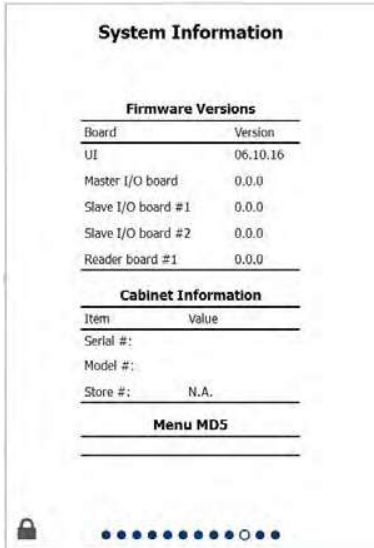 System Information
Firmware Versions
Board Version
UI 06.10.16
Master I/O board 0.0.0
Slave I/O board #1 0.0.0
Slave I/O board #2 0.0.0
Reader board #1 0.0.0
Cabinet Information
Item Value
Serial #:
Model #:
Store #: N.A.
Menu MD5